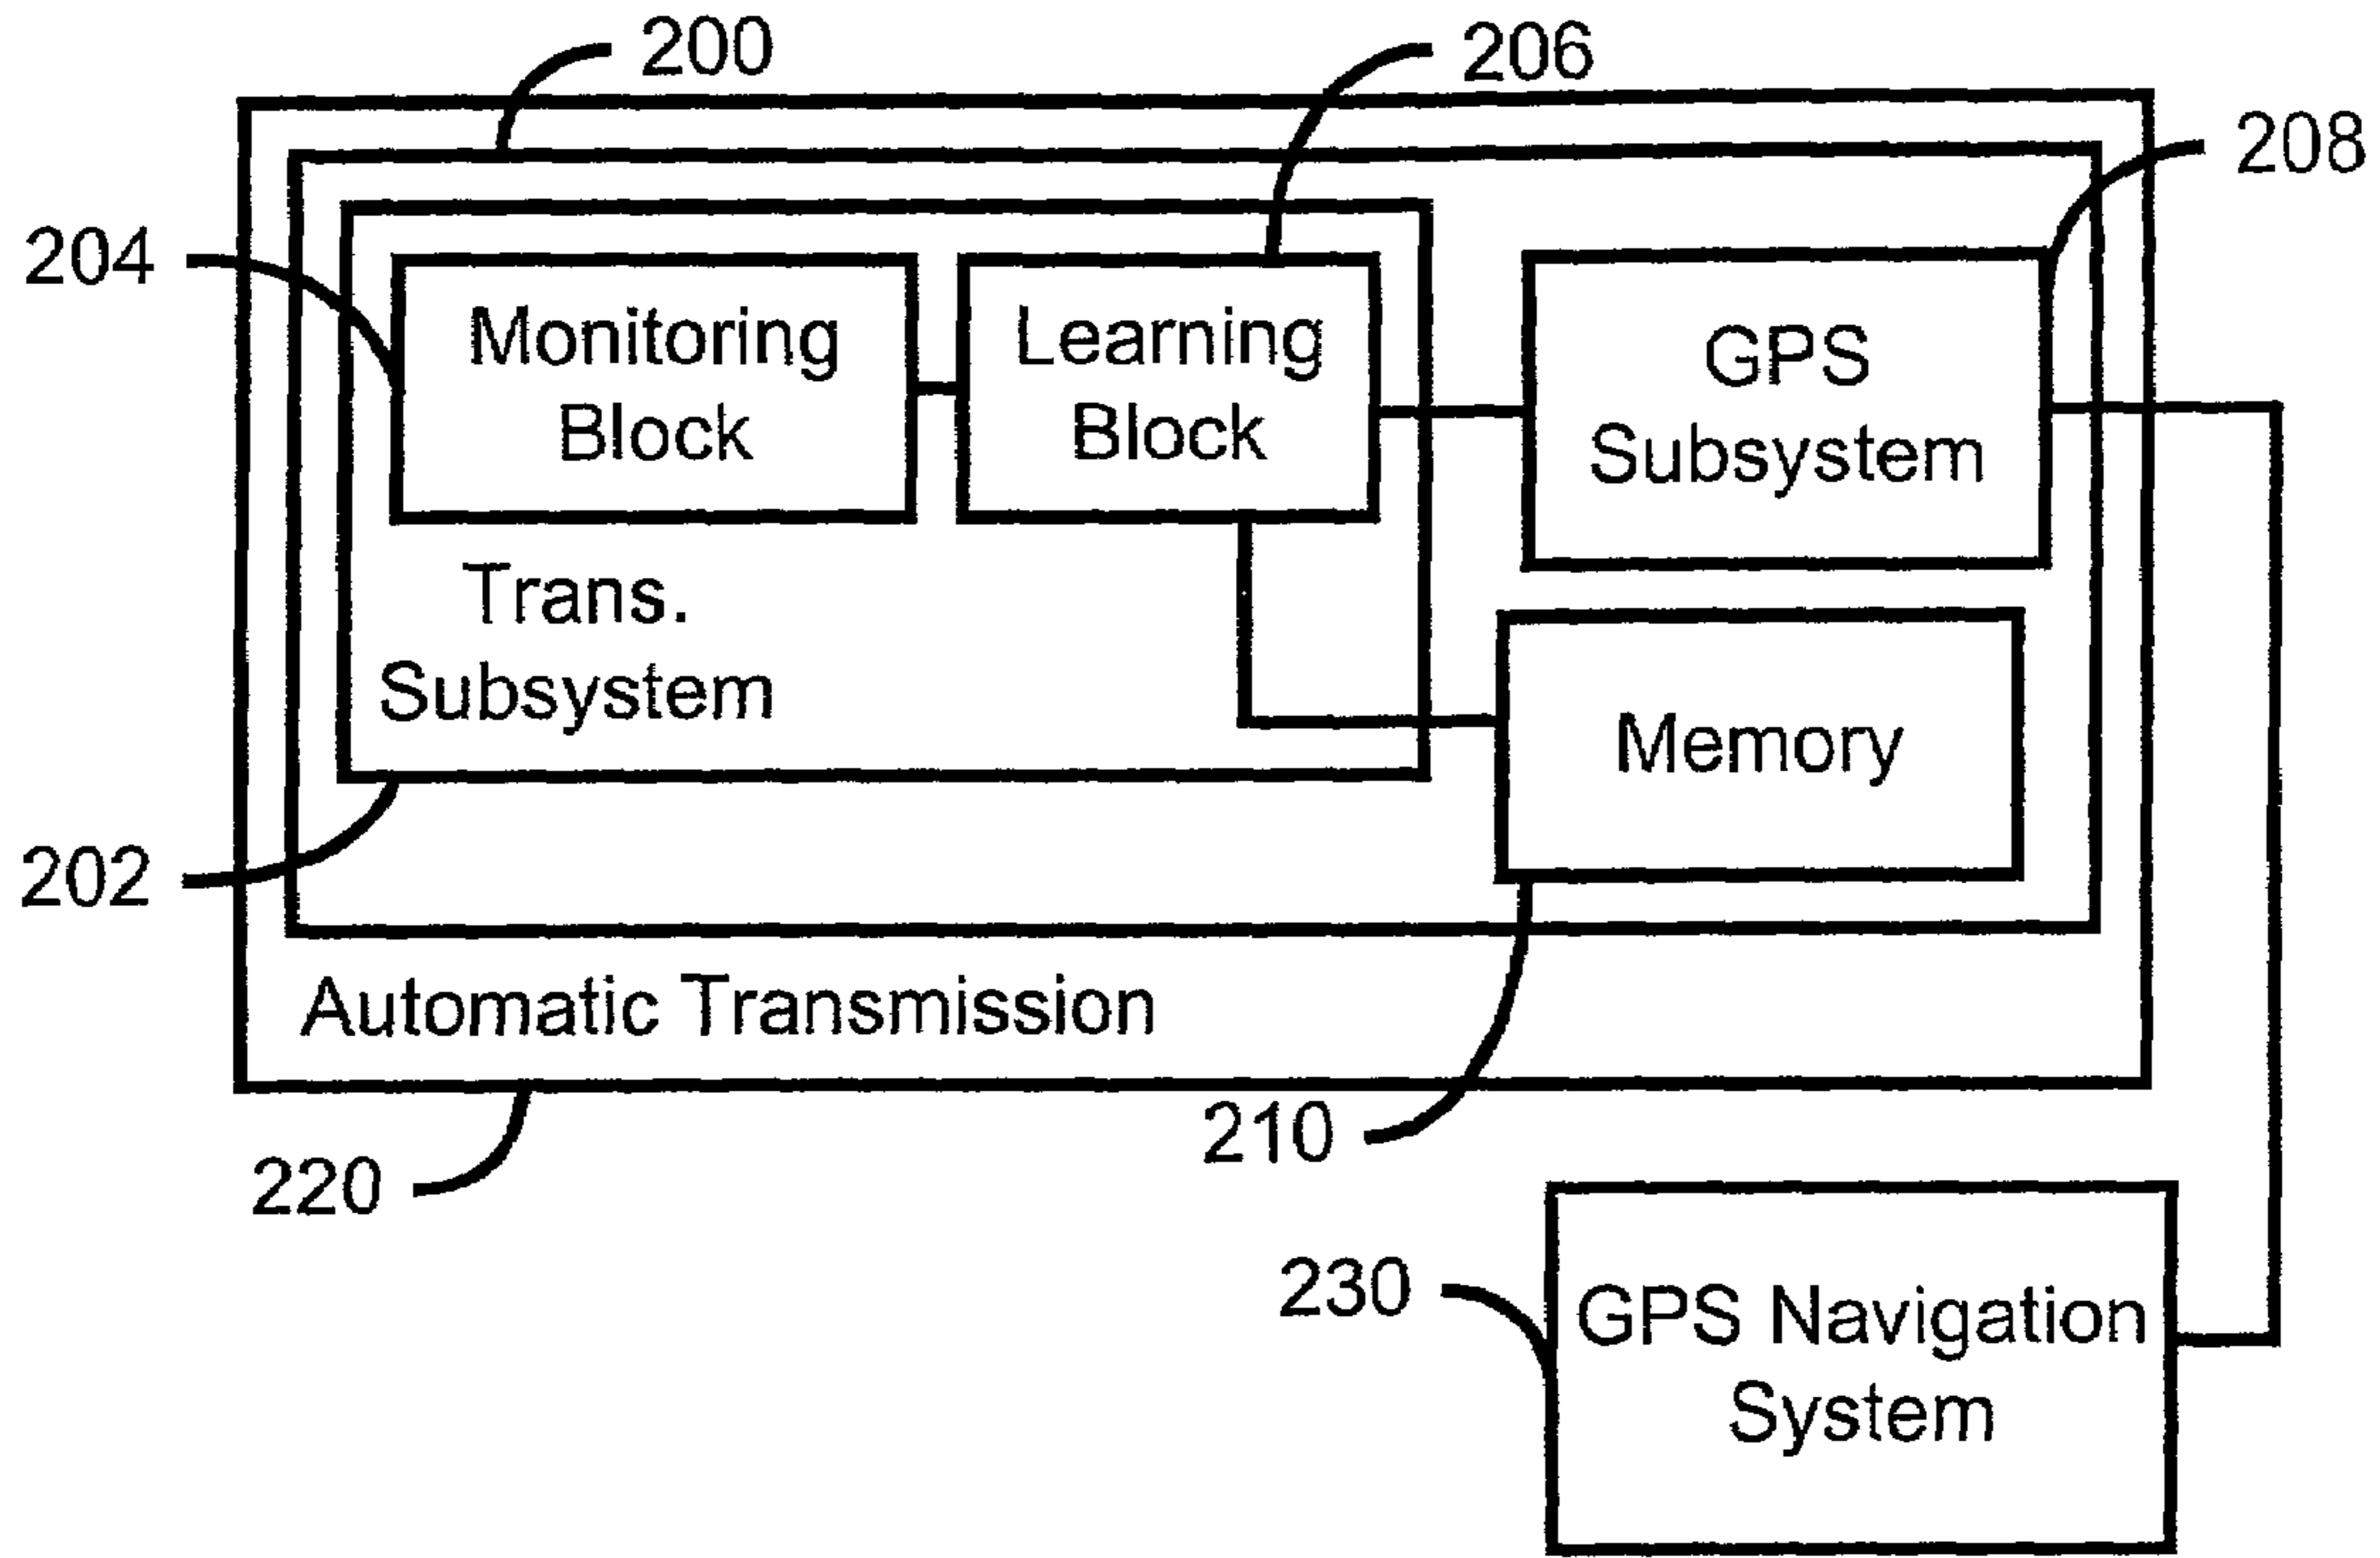 200
206
208
204
Monitoring
Block
Learning
Block
GPS
Subsystem
Trans.
Subsystem
Memory
202
Automatic Transmission
210
220
230
GPS Navigation
System